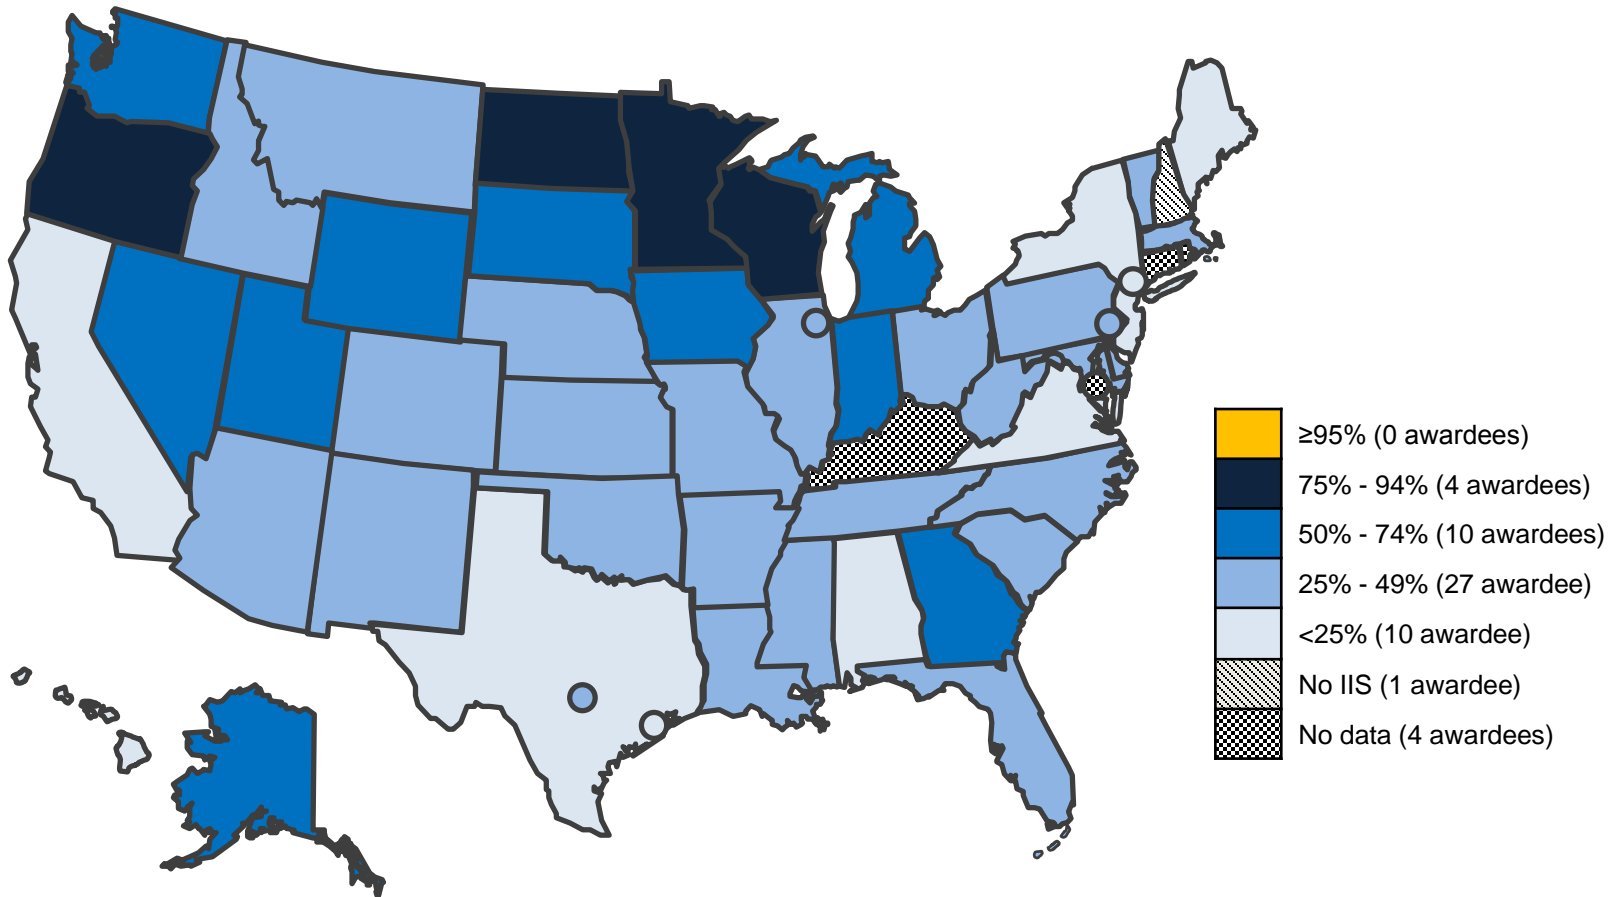 ≥95% (0 awardees)
75% - 94% (4 awardees)
50% - 74% (10 awardees)
25% - 49% (27 awardee)
<25% (10 awardee)
No IIS (1 awardee)
No data (4 awardees)